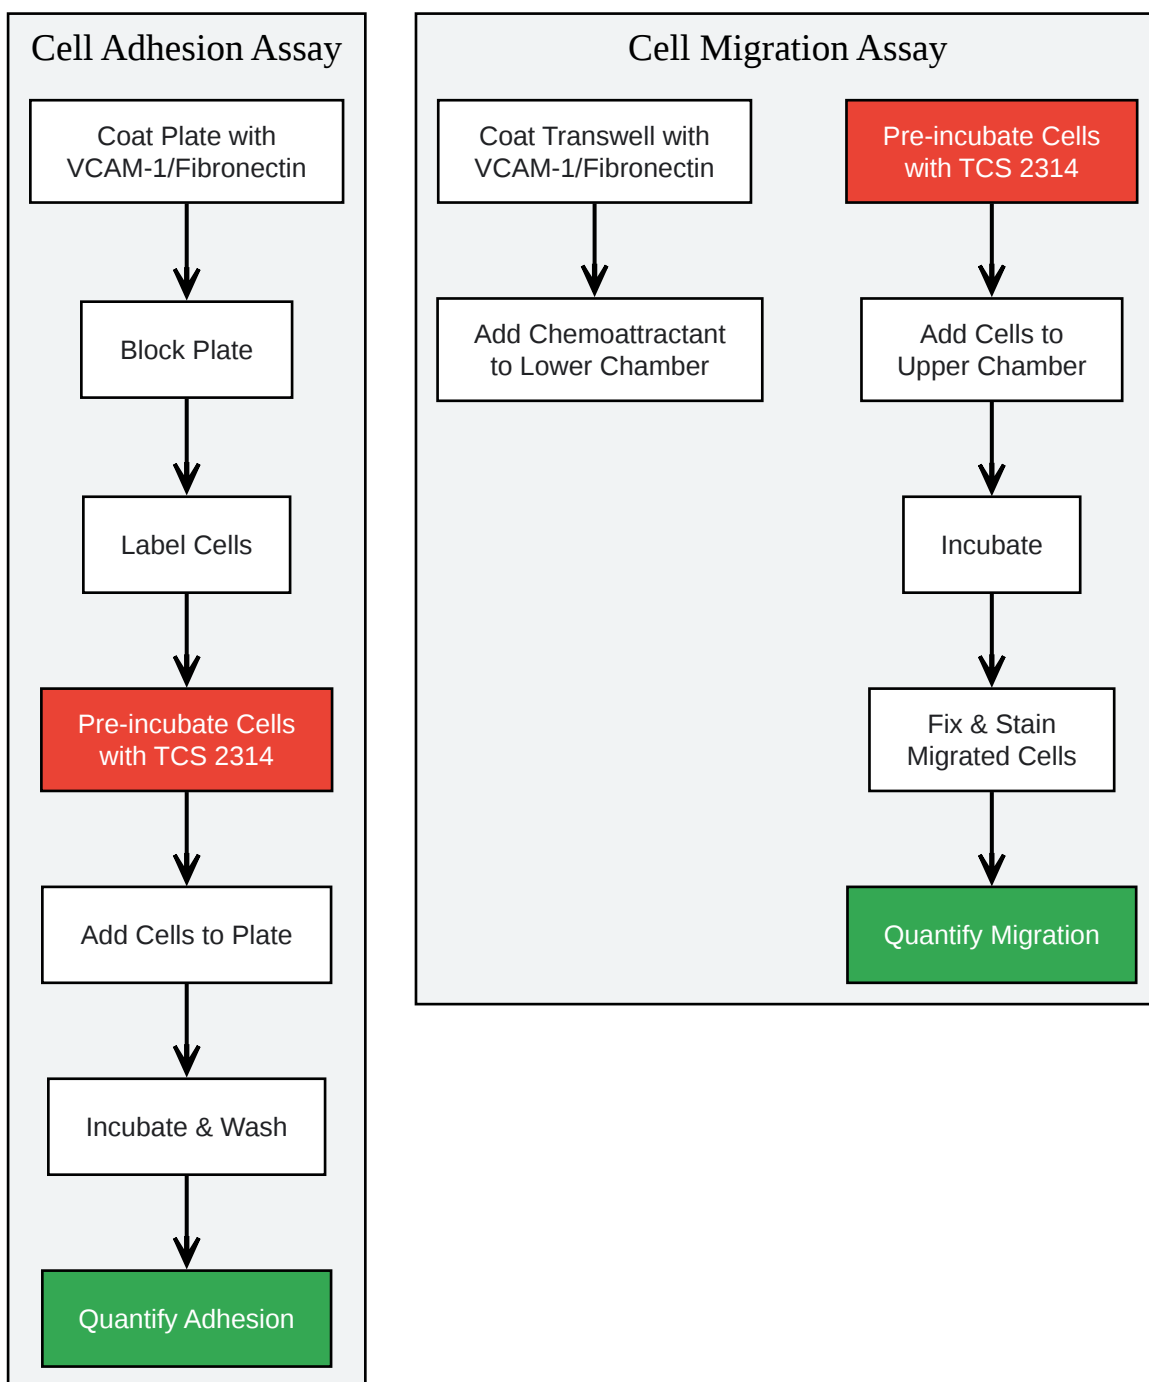 Cell Adhesion Assay
Coat Plate with
VCAM-1/Fibronectin
Block Plate
Label Cells
Pre-incubate Cells
with TCS 2314
Add Cells to Plate
Incubate & Wash
Quantify Adhesion
Cell Migration Assay
Coat Transwell with
VCAM-1/Fibronectin
Add Chemoattractant
to Lower Chamber
Pre-incubate Cells
with TCS 2314
Add Cells to
Upper Chamber
Incubate
Fix & Stain
Migrated Cells
Quantify Migration